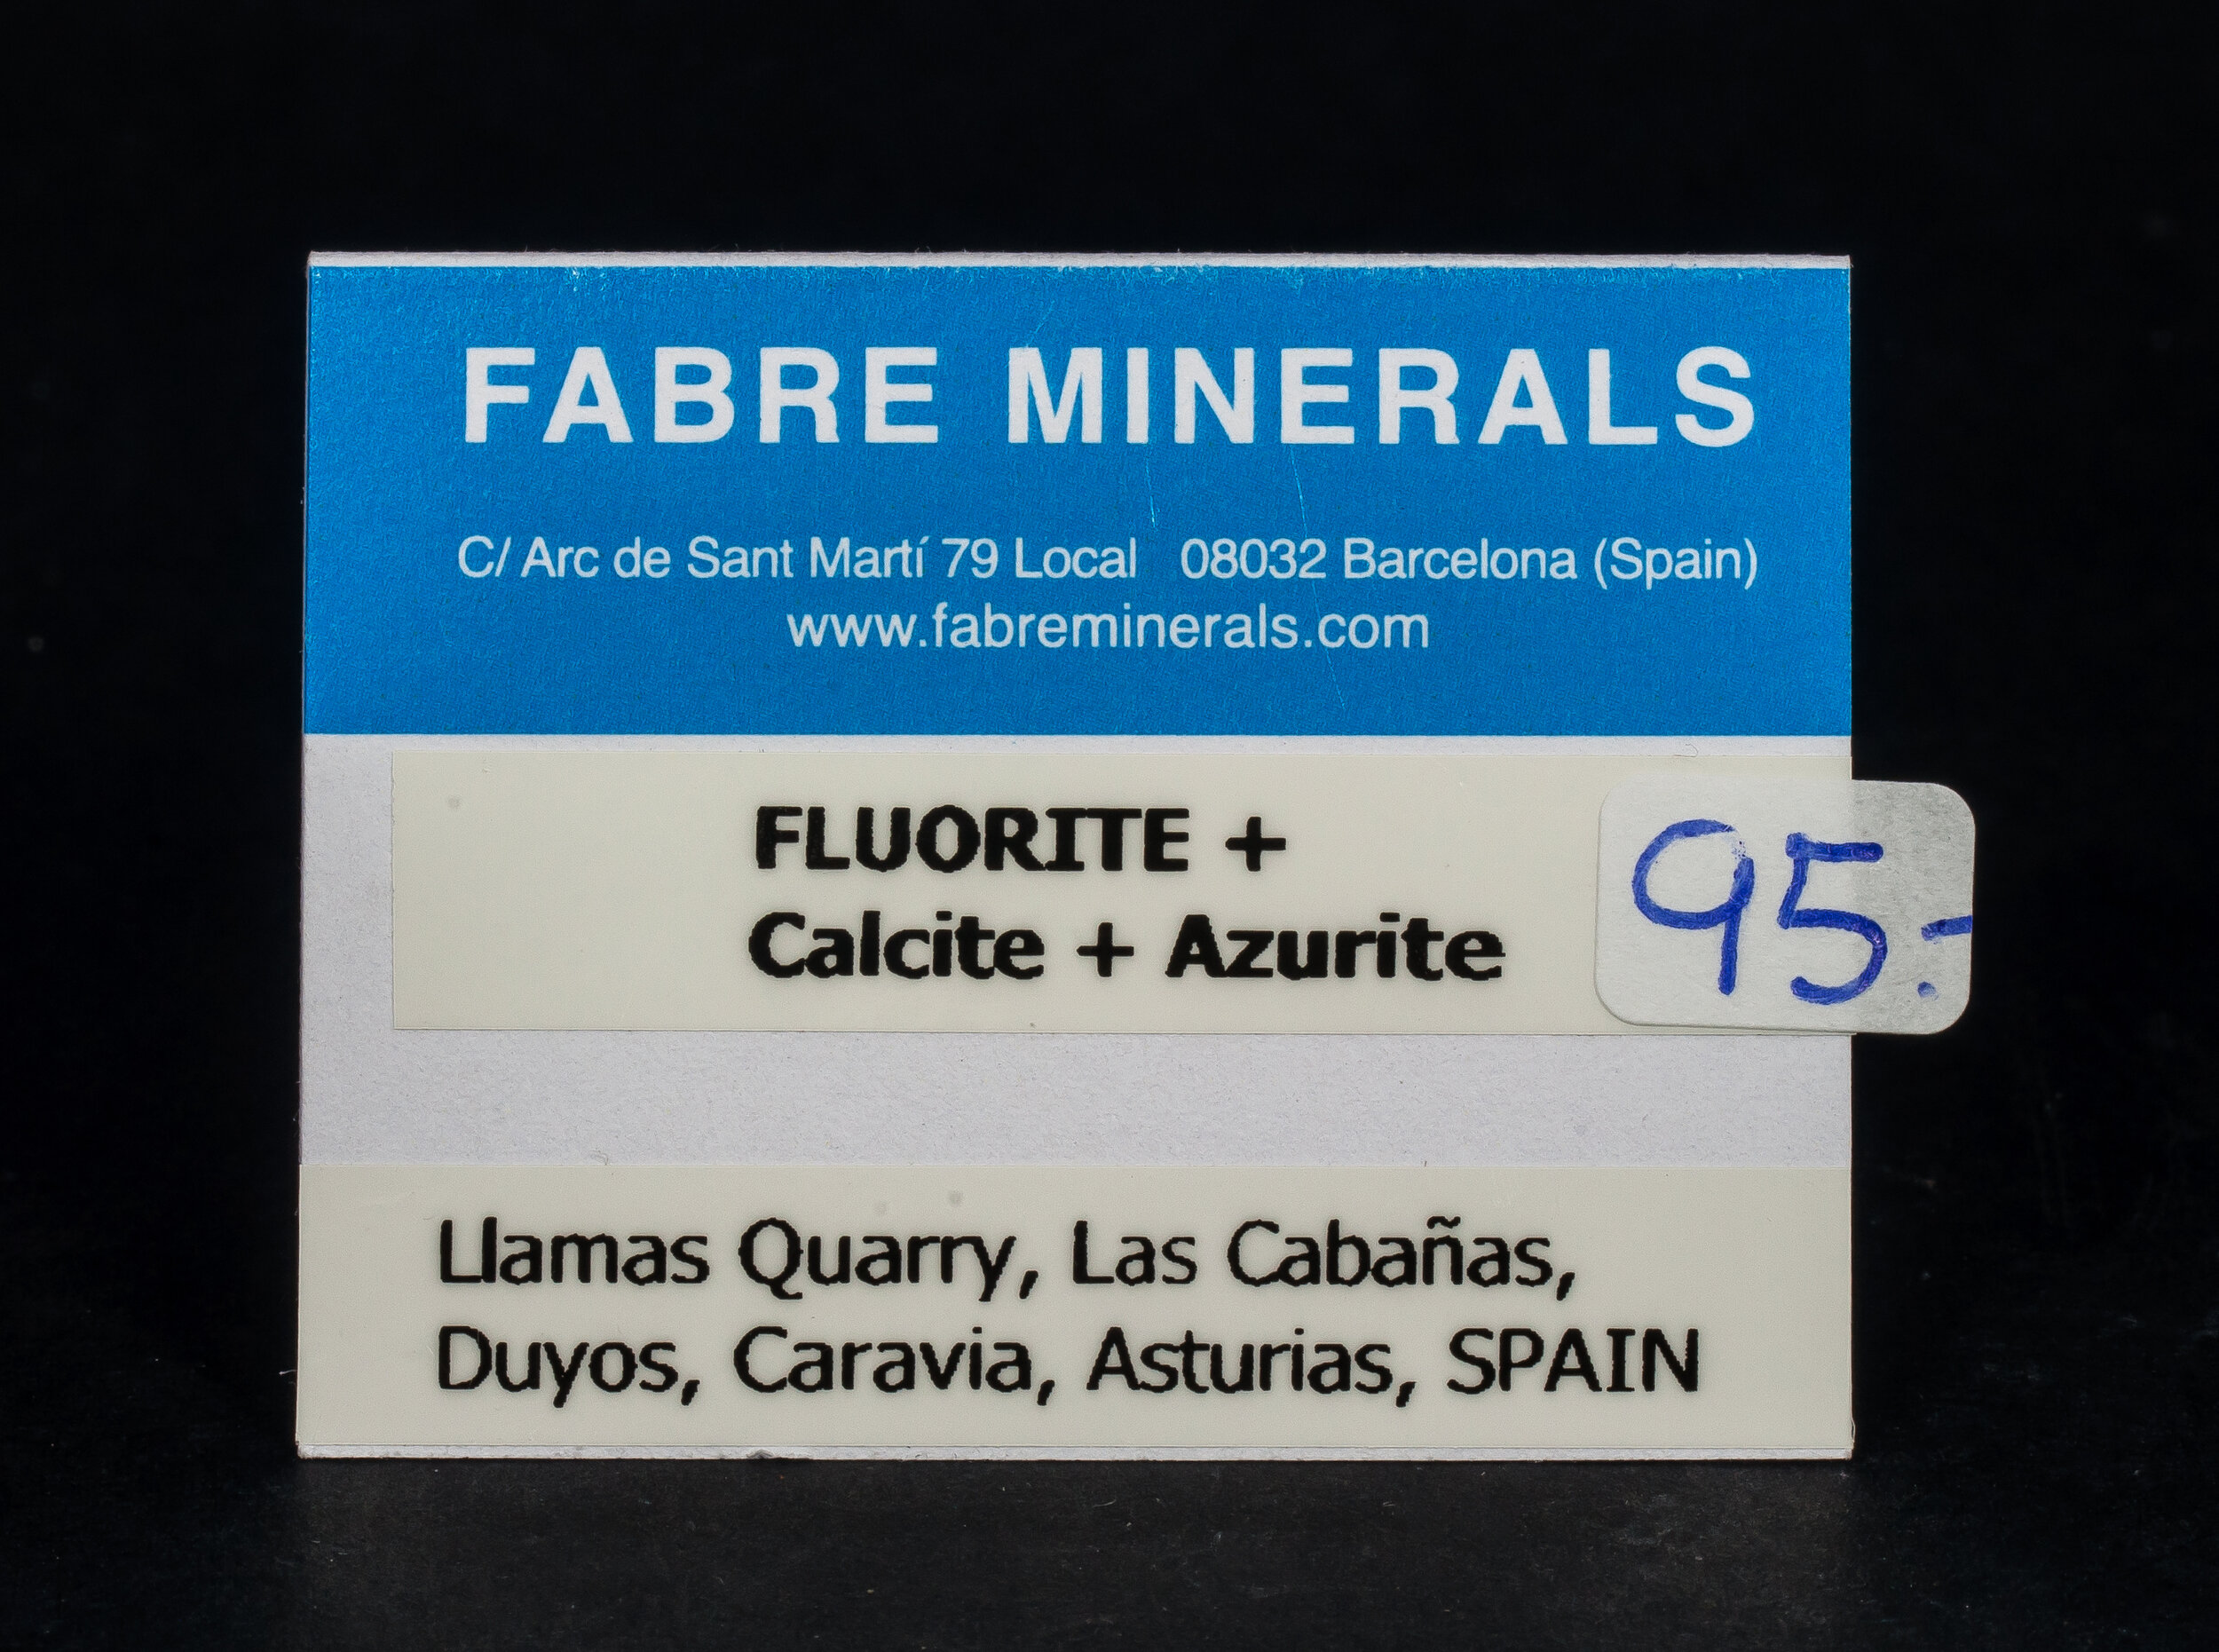 FABRE MINERALS
C/ Arc de Sant Martí 79 Local 08032 Barcelona (Spain)
www.fabreminerals.com
FLUORITE +
Calcite + Azurite
95.-
Llamas Quarry, Las Cabañas,
Duyos, Caravia, Asturias, SPAIN